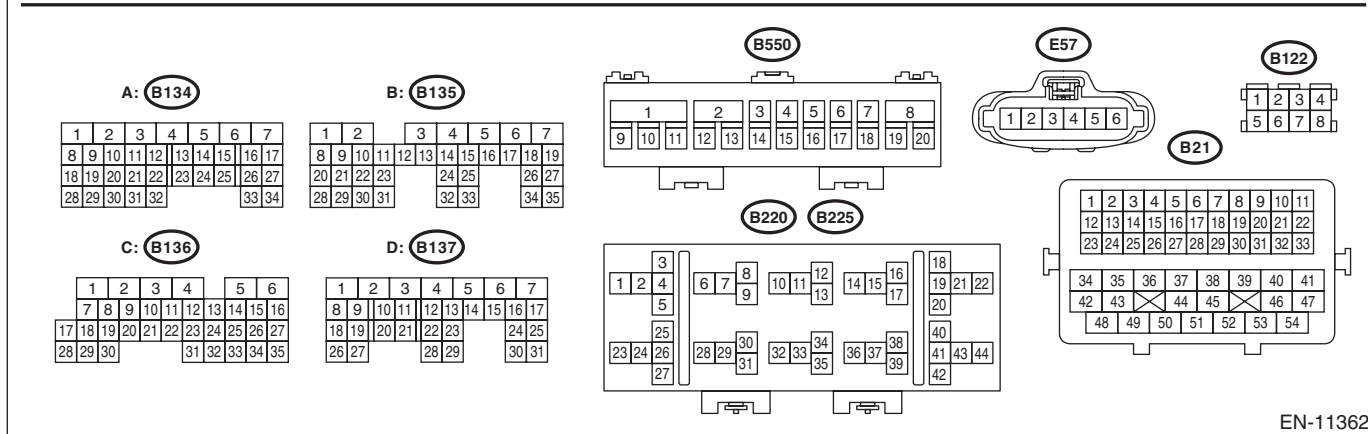 A: B134
1 2 3 4 5 6 7
8 9 10 11 12 13 14 15 16 17
18 19 20 21 22 23 24 25 26 27
28 29 30 31 32 33 34
B: B135
1 2 3 4 5 6 7
8 9 10 11 12 13 14 15 16 17 18 19
20 21 22 23 24 25 26 27
28 29 30 31 32 33 34 35
C: B136
1 2 3 4 5 6
7 8 9 10 11 12 13 14 15 16
17 18 19 20 21 22 23 24 25 26 27
28 29 30 31 32 33 34 35
D: B137
1 2 3 4 5 6 7
8 9 10 11 12 13 14 15 16 17
18 19 20 21 22 23 24 25
26 27 28 29 30 31
B550
1 2 3 4 5 6 7 8
9 10 11 12 13 14 15 16 17 18 19 20
E57
1 2 3 4 5 6
B122
1 2 3 4
5 6 7 8
B220 B225
3 8 12 16 18
1 2 4 6 7 10 11 14 15 19 21 22
5 9 13 17 20
25 30 34 38 40
23 24 26 28 29 32 33 36 37 41 43 44
27 31 35 39 42
B21
1 2 3 4 5 6 7 8 9 10 11
12 13 14 15 16 17 18 19 20 21 22
23 24 25 26 27 28 29 30 31 32 33
34 35 36 37 38 39 40 41
42 43 44 45 46 47
48 49 50 51 52 53 54
EN-11362